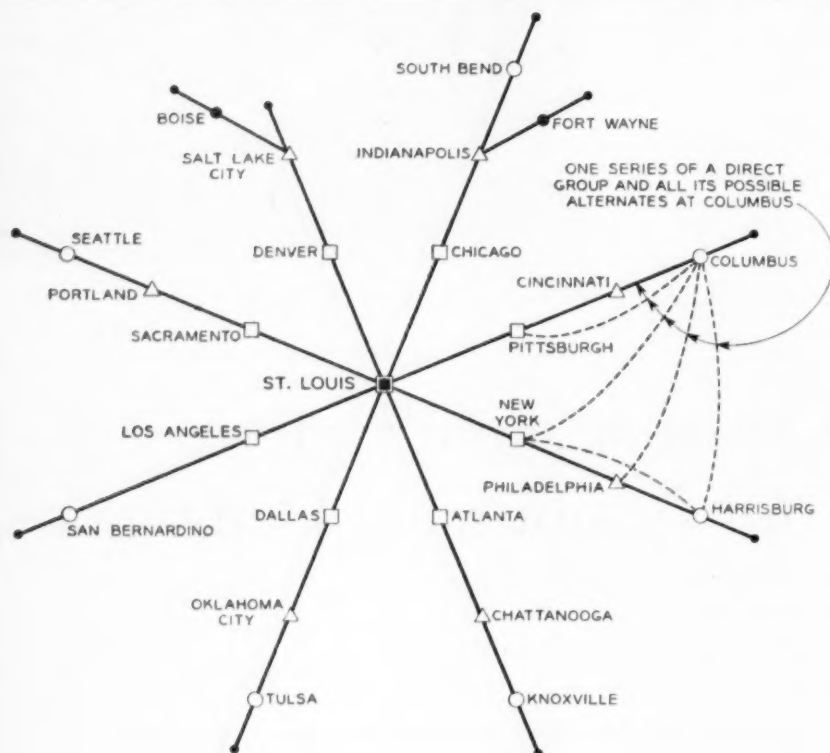 SOUTH BEND
BOISE
FORT WAYNE
SALT LAKE
CITY
INDIANAPOLIS
ONE SERIES OF A DIRECT
GROUP AND ALL ITS POSSIBLE
ALTERNATES AT COLUMBUS
SEATTLE
DENVER
CHICAGO
COLUMBUS
PORTLAND
CINCINNATI
SACRAMENTO
PITTSBURGH
ST. LOUIS
NEW
YORK
LOS ANGELES
PHILADELPHIA
HARRISBURG
SAN BERNARDINO
DALLAS
ATLANTA
OKLAHOMA
CITY
CHATTANOOGA
TULSA
KNOXVILLE